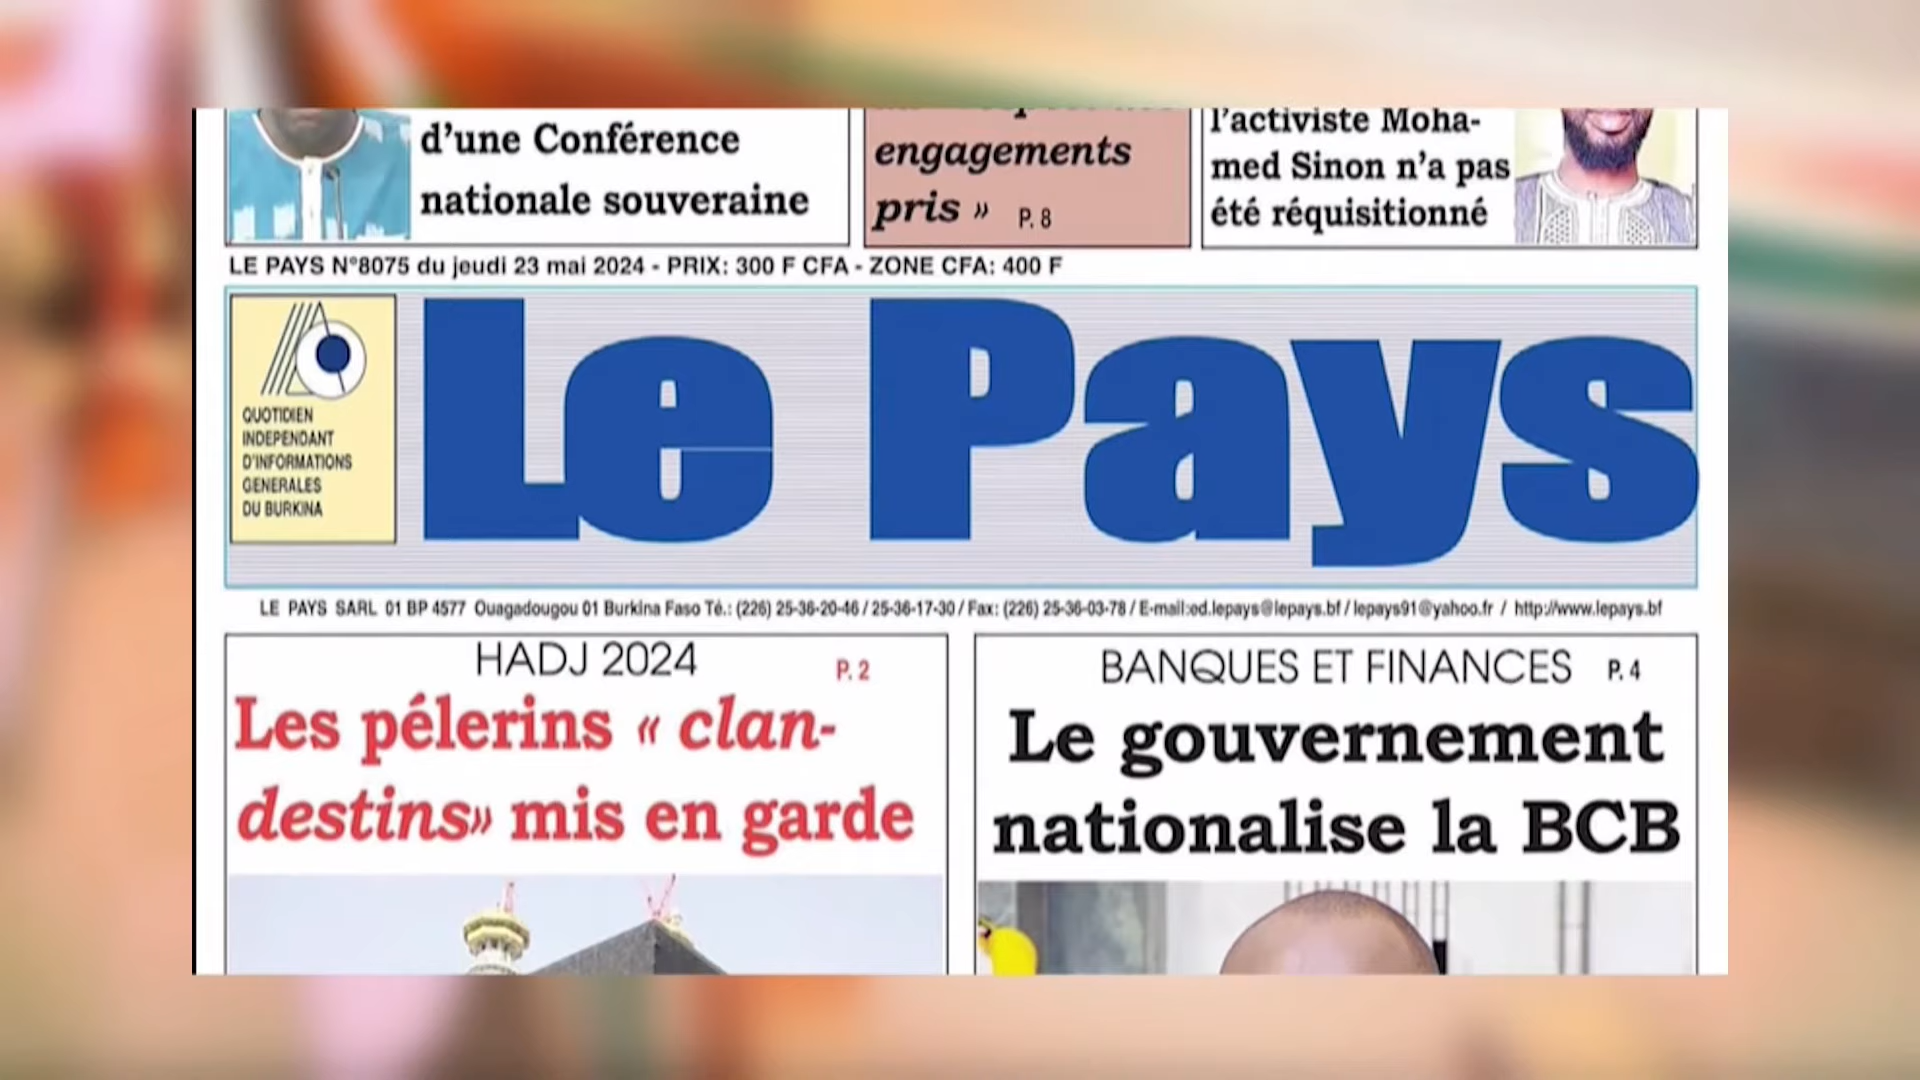 d'une Conférence
nationale souveraine
engagements
pris » P. 8
l'activiste Moha-
med Sinon n'a pas
été réquisitionné
LE PAYS N°8075 du jeudi 23 mai 2024 - PRIX: 300 F CFA - ZONE CFA: 400 F
QUOTIDIEN
INDEPENDANT
D'INFORMATIONS
GENERALES
DU BURKINA
Le Pays
LE PAYS SARL 01 BP 4577 Ouagadougou 01 Burkina Faso Té.: (226) 25-36-20-46 / 25-36-17-30 / Fax: (226) 25-36-03-78 / E-mail:ed.lepays@lepays.bf / lepays91@yahoo.fr / http://www.lepays.bf
HADJ 2024 P. 2
Les pélerins « clan-
destins» mis en garde
BANQUES ET FINANCES P. 4
Le gouvernement
nationalise la BCB